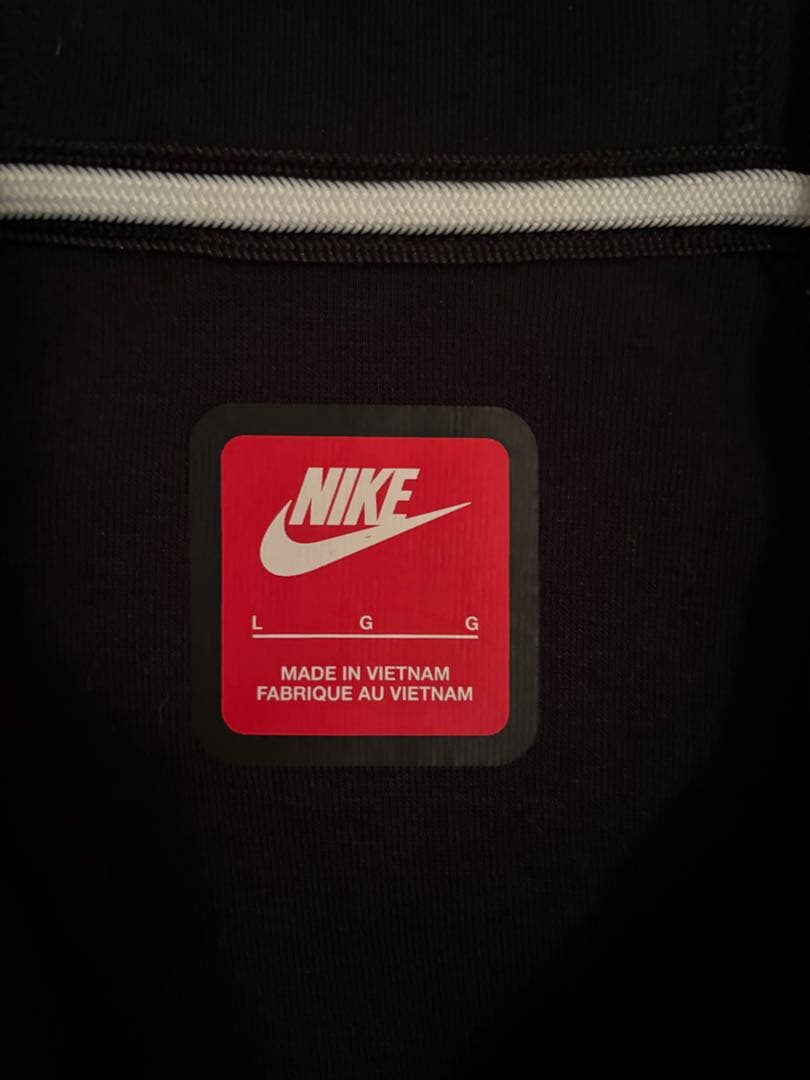 NIKE
L G G
MADE IN VIETNAM
FABRIQUE AU VIETNAM